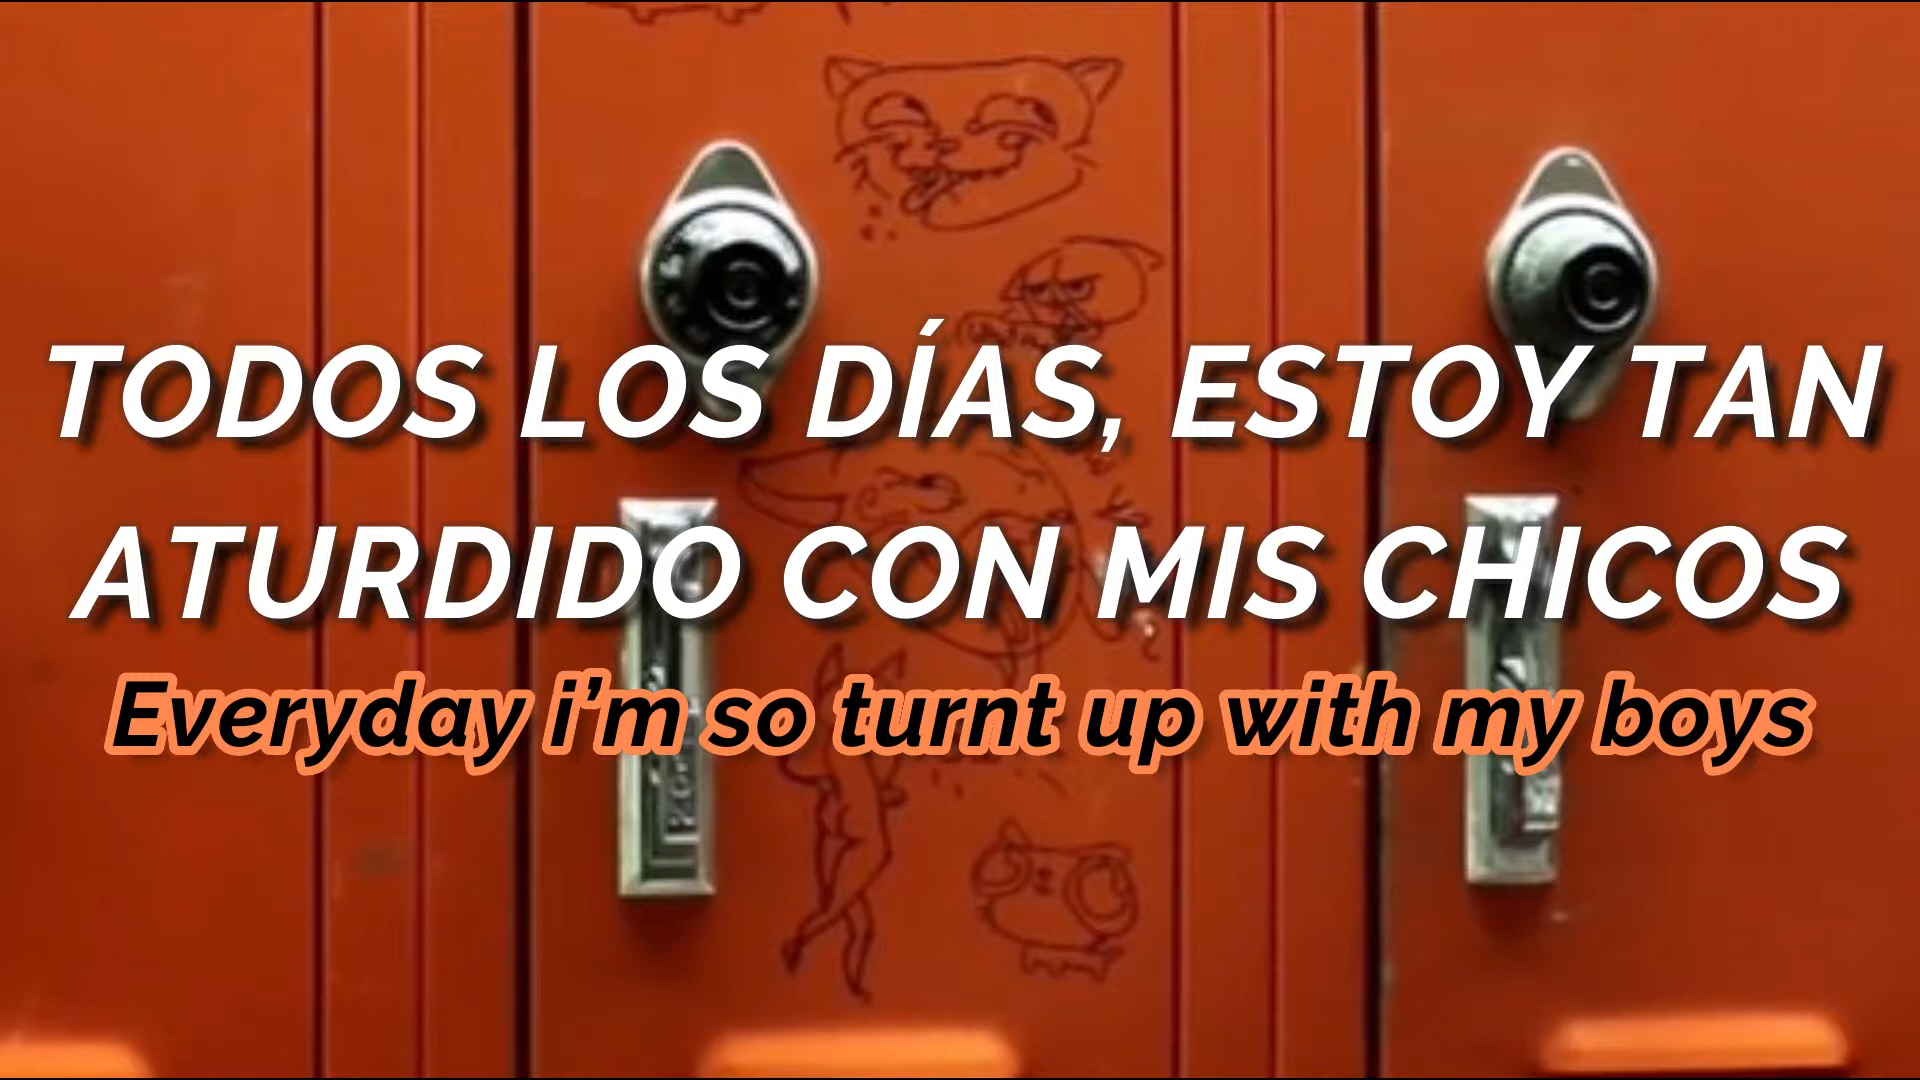 TODOS LOS DÍAS, ESTOY TAN
ATURDIDO CON MIS CHICOS
Everyday i'm so turnt up with my boys